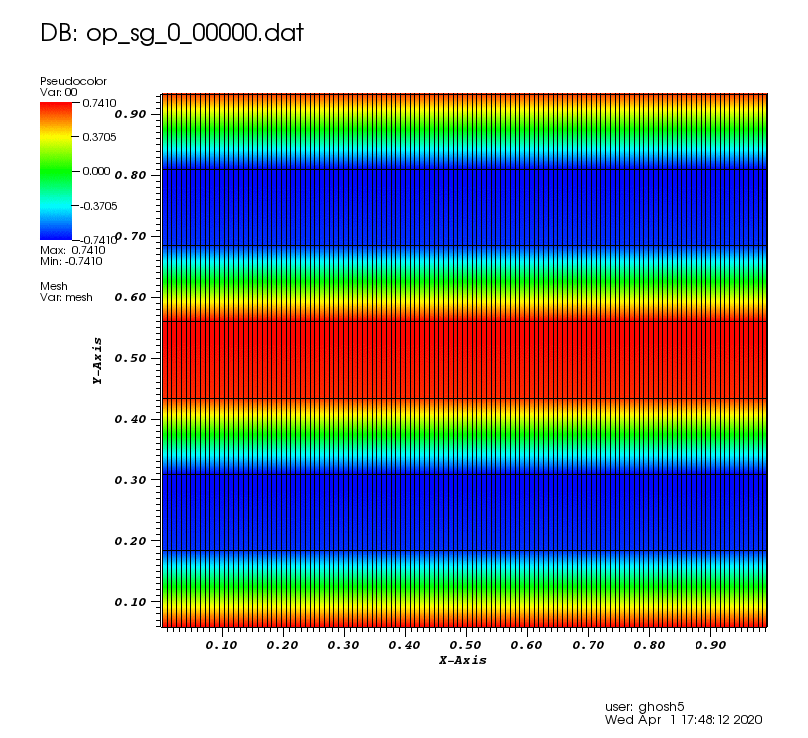 DB: op_sg_0_00000.dat
Pseudocolor
Var: 00
0.7410
0.3705
0.000
-0.3705
-0.7410
Max: 0.7410
Min: -0.7410
Mesh
Var: mesh
0.90
0.80
0.70
0.60
0.50
0.40
0.30
0.20
0.10
Y-Axis
0.10 0.20 0.30 0.40 0.50 0.60 0.70 0.80 0.90
X-Axis
user: ghosh5
Wed Apr 1 17:48:12 2020